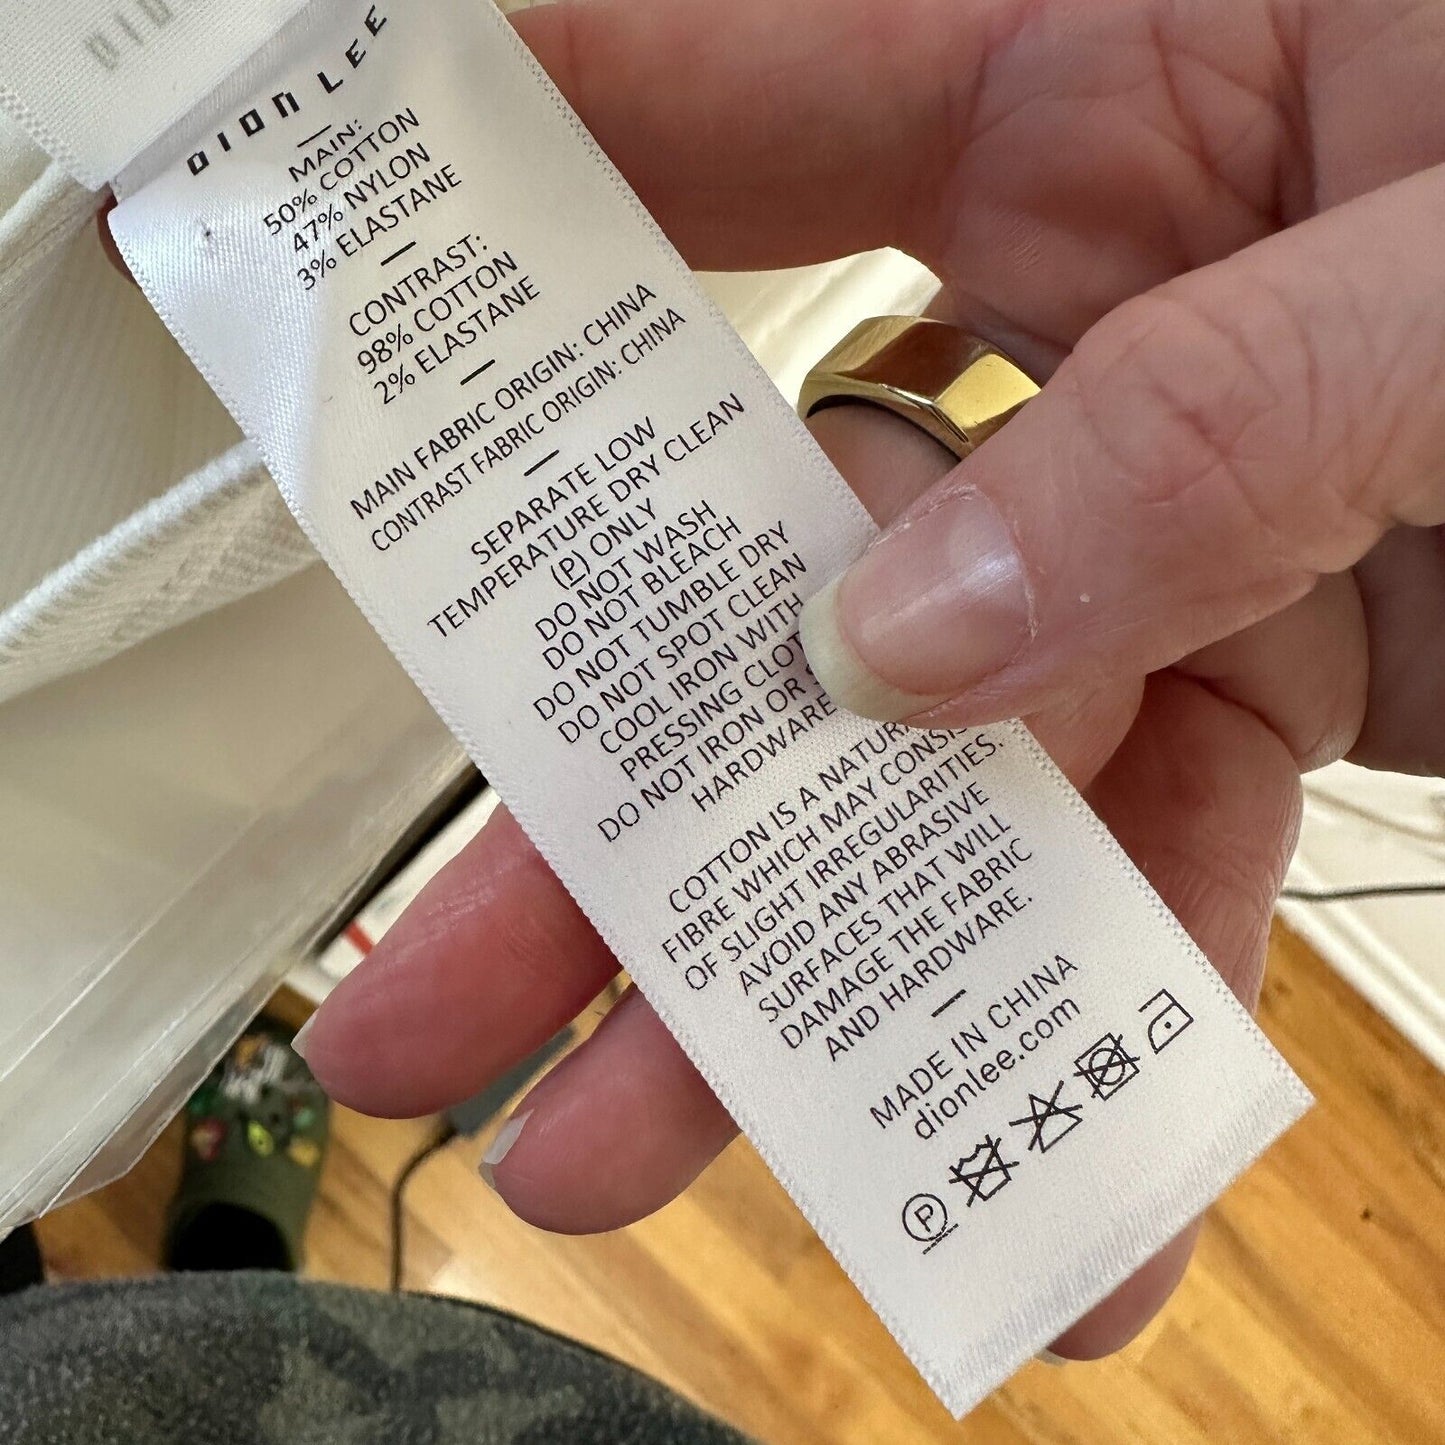 DION LEE
MAIN:
50% COTTON
47% NYLON
3% ELASTANE
CONTRAST:
98% COTTON
2% ELASTANE
MAIN FABRIC ORIGIN: CHINA
CONTRAST FABRIC ORIGIN: CHINA
SEPARATE LOW
TEMPERATURE DRY CLEAN
(P) ONLY
DO NOT WASH
DO NOT BLEACH
DO NOT TUMBLE DRY
DO NOT SPOT CLEAN
COOL IRON WITH
PRESSING
DO NOT IRON OR
HARDWARE
COTTON IS A
FIBRE WHICH MAY
OF SLIGHT IRREGULARITIES.
AVOID ANY ABRASIVE
SURFACES THAT WILL
DAMAGE THE FABRIC
AND HARDWARE.
MADE IN CHINA
dionlee.com
P